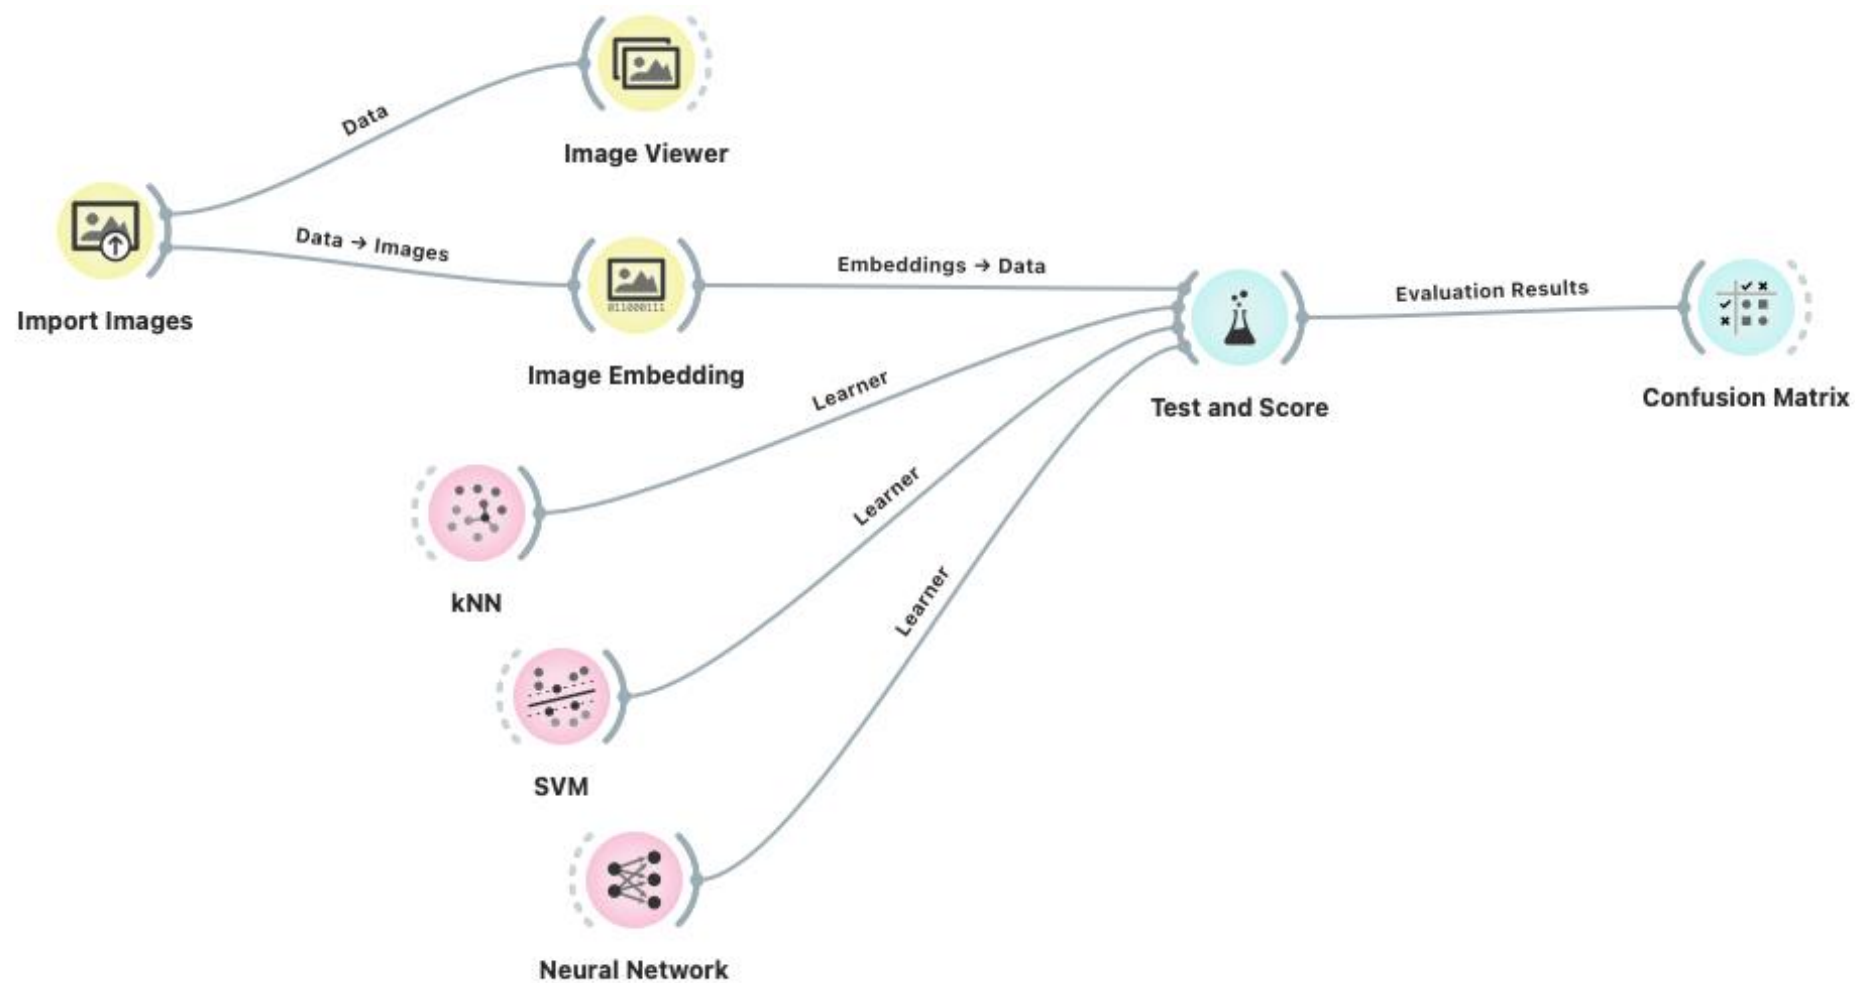 Data
Image Viewer
Data → Images
Import Images
011000111
Image Embedding
Embeddings → Data
Learner
Test and Score
Evaluation Results
Confusion Matrix
kNN
Learner
SVM
Learner
Neural Network